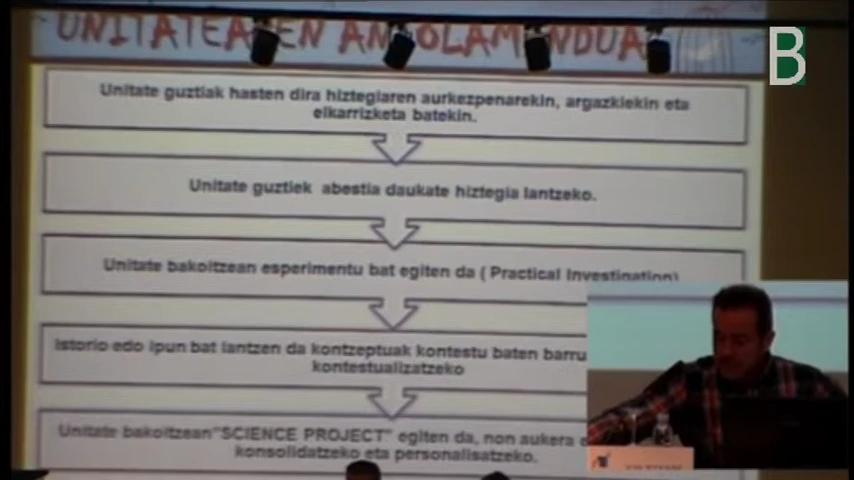 UNITATEAREN ANTOLAMENDUA
B
Unitate guztiak hasten dira hiztegiaren aurkezpenarekin, argazkiekin eta
elkarrizketa batekin.
Unitate guztiek abestia daukate hiztegia lantzeko.
Unitate bakoitzean esperimentu bat egiten da ( Practical Investigation)
Istorio edo ipun bat lantzen da kontzeptuak kontestu baten barru
kontestualizatzeko
Unitate bakoitzean"SCIENCE PROJECT" egiten da, non aukera
konsolidatzeko eta personalisatzeko.